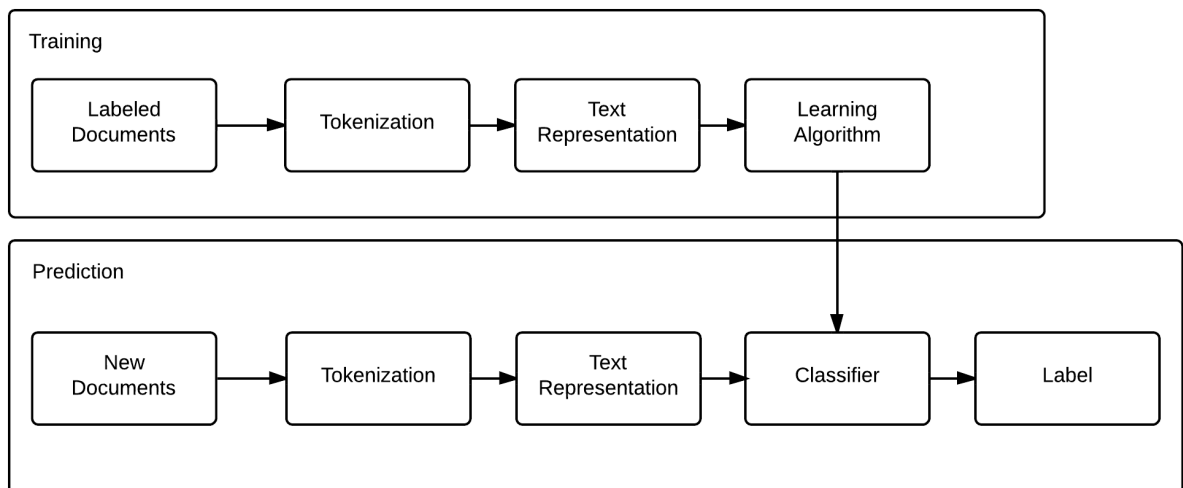 Training
Labeled
Documents
Tokenization
Text
Representation
Learning
Algorithm
Prediction
New
Documents
Tokenization
Text
Representation
Classifier
Label